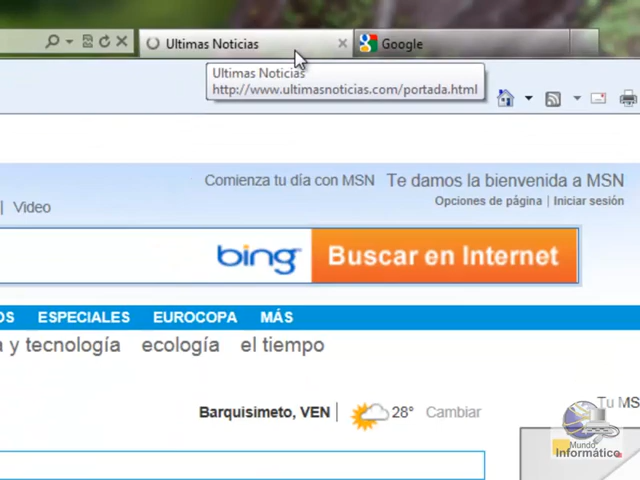 Ultimas Noticias
Google
Ultimas Noticias
http://www.ultimasnoticias.com/portada.html
Comienza tu día con MSN
Te damos la bienvenida a MSN
| Video
Opciones de página | Iniciar sesión
bing
Buscar en Internet
OS ESPECIALES EUROCOPA MÁS
a y tecnología ecología el tiempo
Barquisimeto, VEN | 28° Cambiar
Tu MS
Mundo
Informático